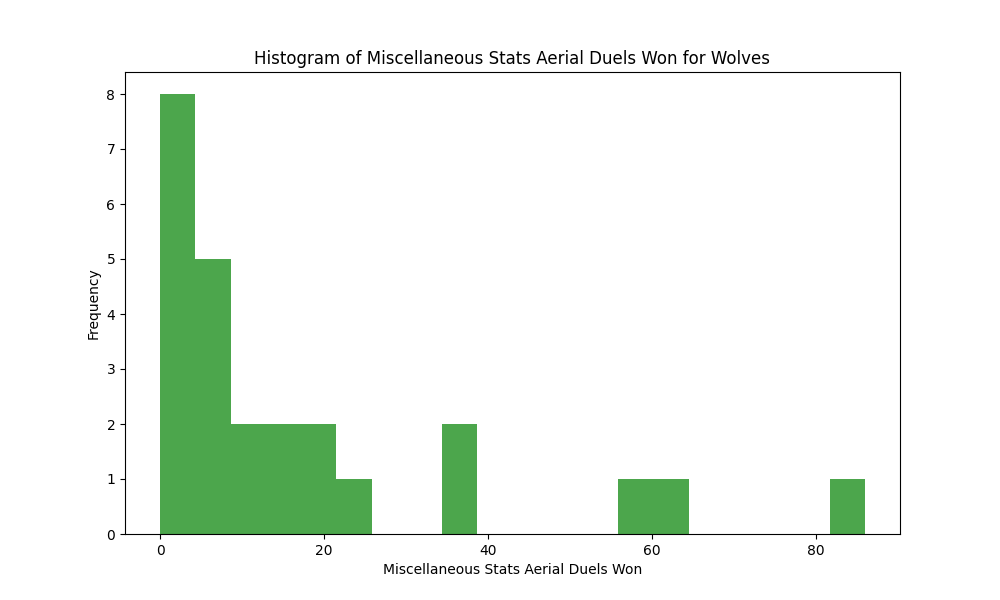 Histogram of Miscellaneous Stats Aerial Duels Won for Wolves
8
7
6
5
4
3
2
1
0
Frequency
0 20 40 60 80
Miscellaneous Stats Aerial Duels Won